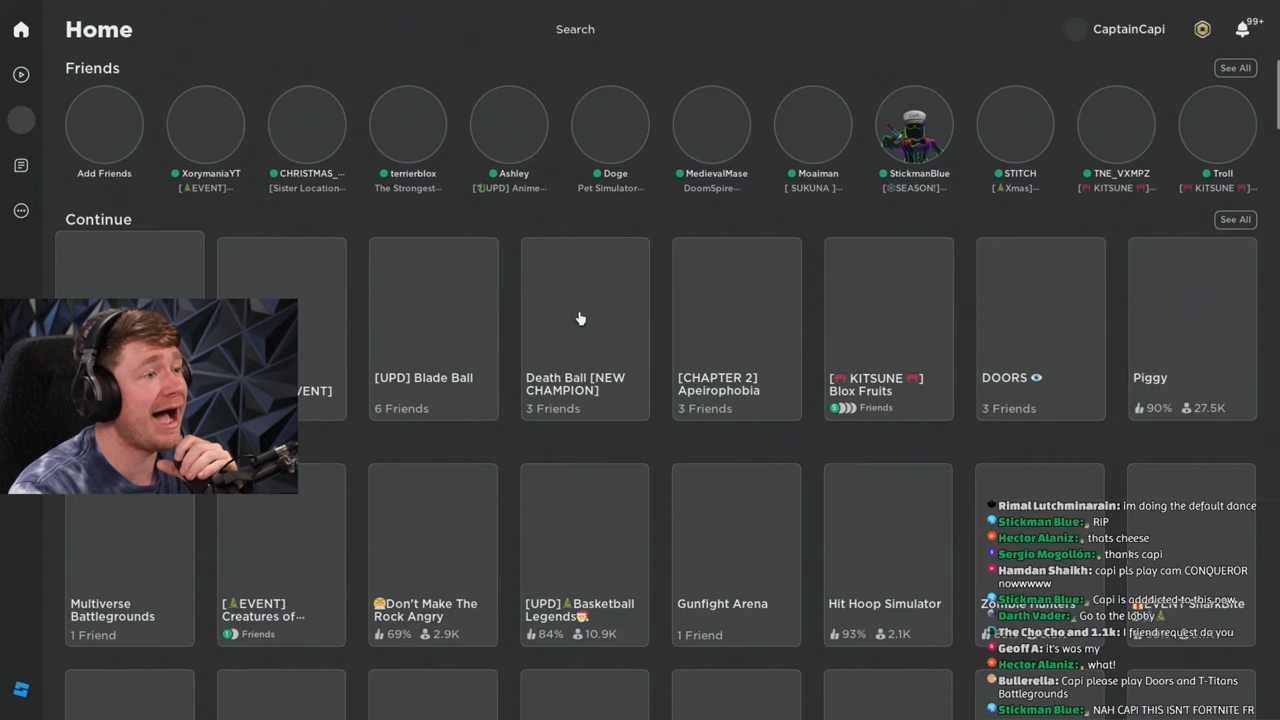 Home
Search
CaptainCapi
99+
Friends
See All
Add Friends
XorymaniaYT
[🎄EVENT]...
CHRISTMAS_...
[Sister Location...
terrierblox
The Strongest...
Ashley
[🐉UPD] Anime...
Doge
Pet Simulator...
MedievalMase
DoomSpire...
Moaiman
[ SUKUNA ]...
StickmanBlue
[❄️SEASON!]...
STITCH
[🎄Xmas]...
TNE_VXMPZ
[👹 KITSUNE 👹]...
Troll
[👹 KITSUNE 👹]...
Continue
See All
VENT]
[UPD] Blade Ball
6 Friends
Death Ball [NEW
CHAMPION]
3 Friends
[CHAPTER 2]
Apeirophobia
3 Friends
[👹 KITSUNE 👹]
Blox Fruits
5 Friends
DOORS 👁️
3 Friends
Piggy
90% 27.5K
Multiverse
Battlegrounds
1 Friend
[🎄EVENT]
Creatures of...
1 Friends
😤Don't Make The
Rock Angry
69% 2.9K
[UPD]🎄Basketball
Legends🎅
84% 10.9K
Gunfight Arena
1 Friend
Hit Hoop Simulator
93% 2.1K
Zombie Hunters
🎁EVENT SharkBite
Rimal Lutchminarain: im doing the default dance
Stickman Blue: RIP
Hector Alaniz: thats cheese
Sergio Mogollón: thanks capi
Hamdan Shaikh: capi pls play cam CONQUEROR
nowwwww
Stickman Blue: Capi is adddicted to this now
Darth Vader: Go to the lobby
The Cho Cho and 1.1k: I friend request do you
Geoff A: it's was my
Hector Alaniz: what!
Bullerella: Capi please play Doors and T-Titans
Battlegrounds
Stickman Blue: NAH CAPI THIS ISN'T FORTNITE FR